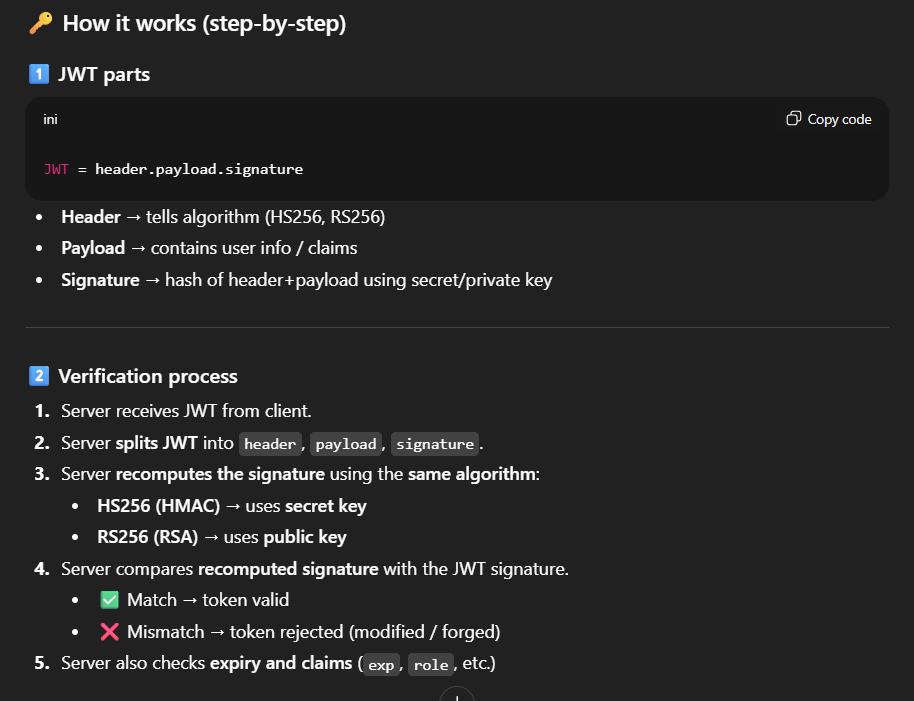 🔑 How it works (step-by-step)
1️⃣ JWT parts
ini
Copy code
JWT = header.payload.signature
• Header → tells algorithm (HS256, RS256)
• Payload → contains user info / claims
• Signature → hash of header+payload using secret/private key
2️⃣ Verification process
1. Server receives JWT from client.
2. Server splits JWT into header, payload, signature.
3. Server recomputes the signature using the same algorithm:
• HS256 (HMAC) → uses secret key
• RS256 (RSA) → uses public key
4. Server compares recomputed signature with the JWT signature.
• ✅ Match → token valid
• ❌ Mismatch → token rejected (modified / forged)
5. Server also checks expiry and claims (exp, role, etc.)